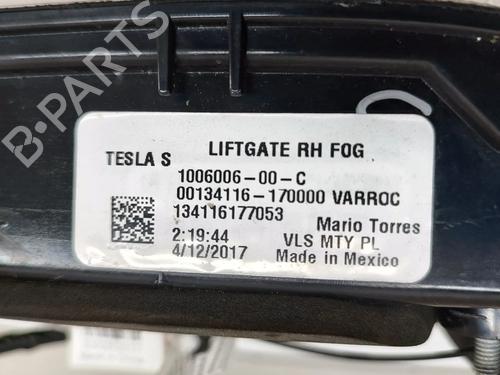 LIFTGATE RH FOG
TESLA S
1006006-00-C
00134116-170000 VARROC
134116177053
Mario Torres
2:19:44
VLS MTY PL
4/12/2017
Made in Mexico
B-PARTS